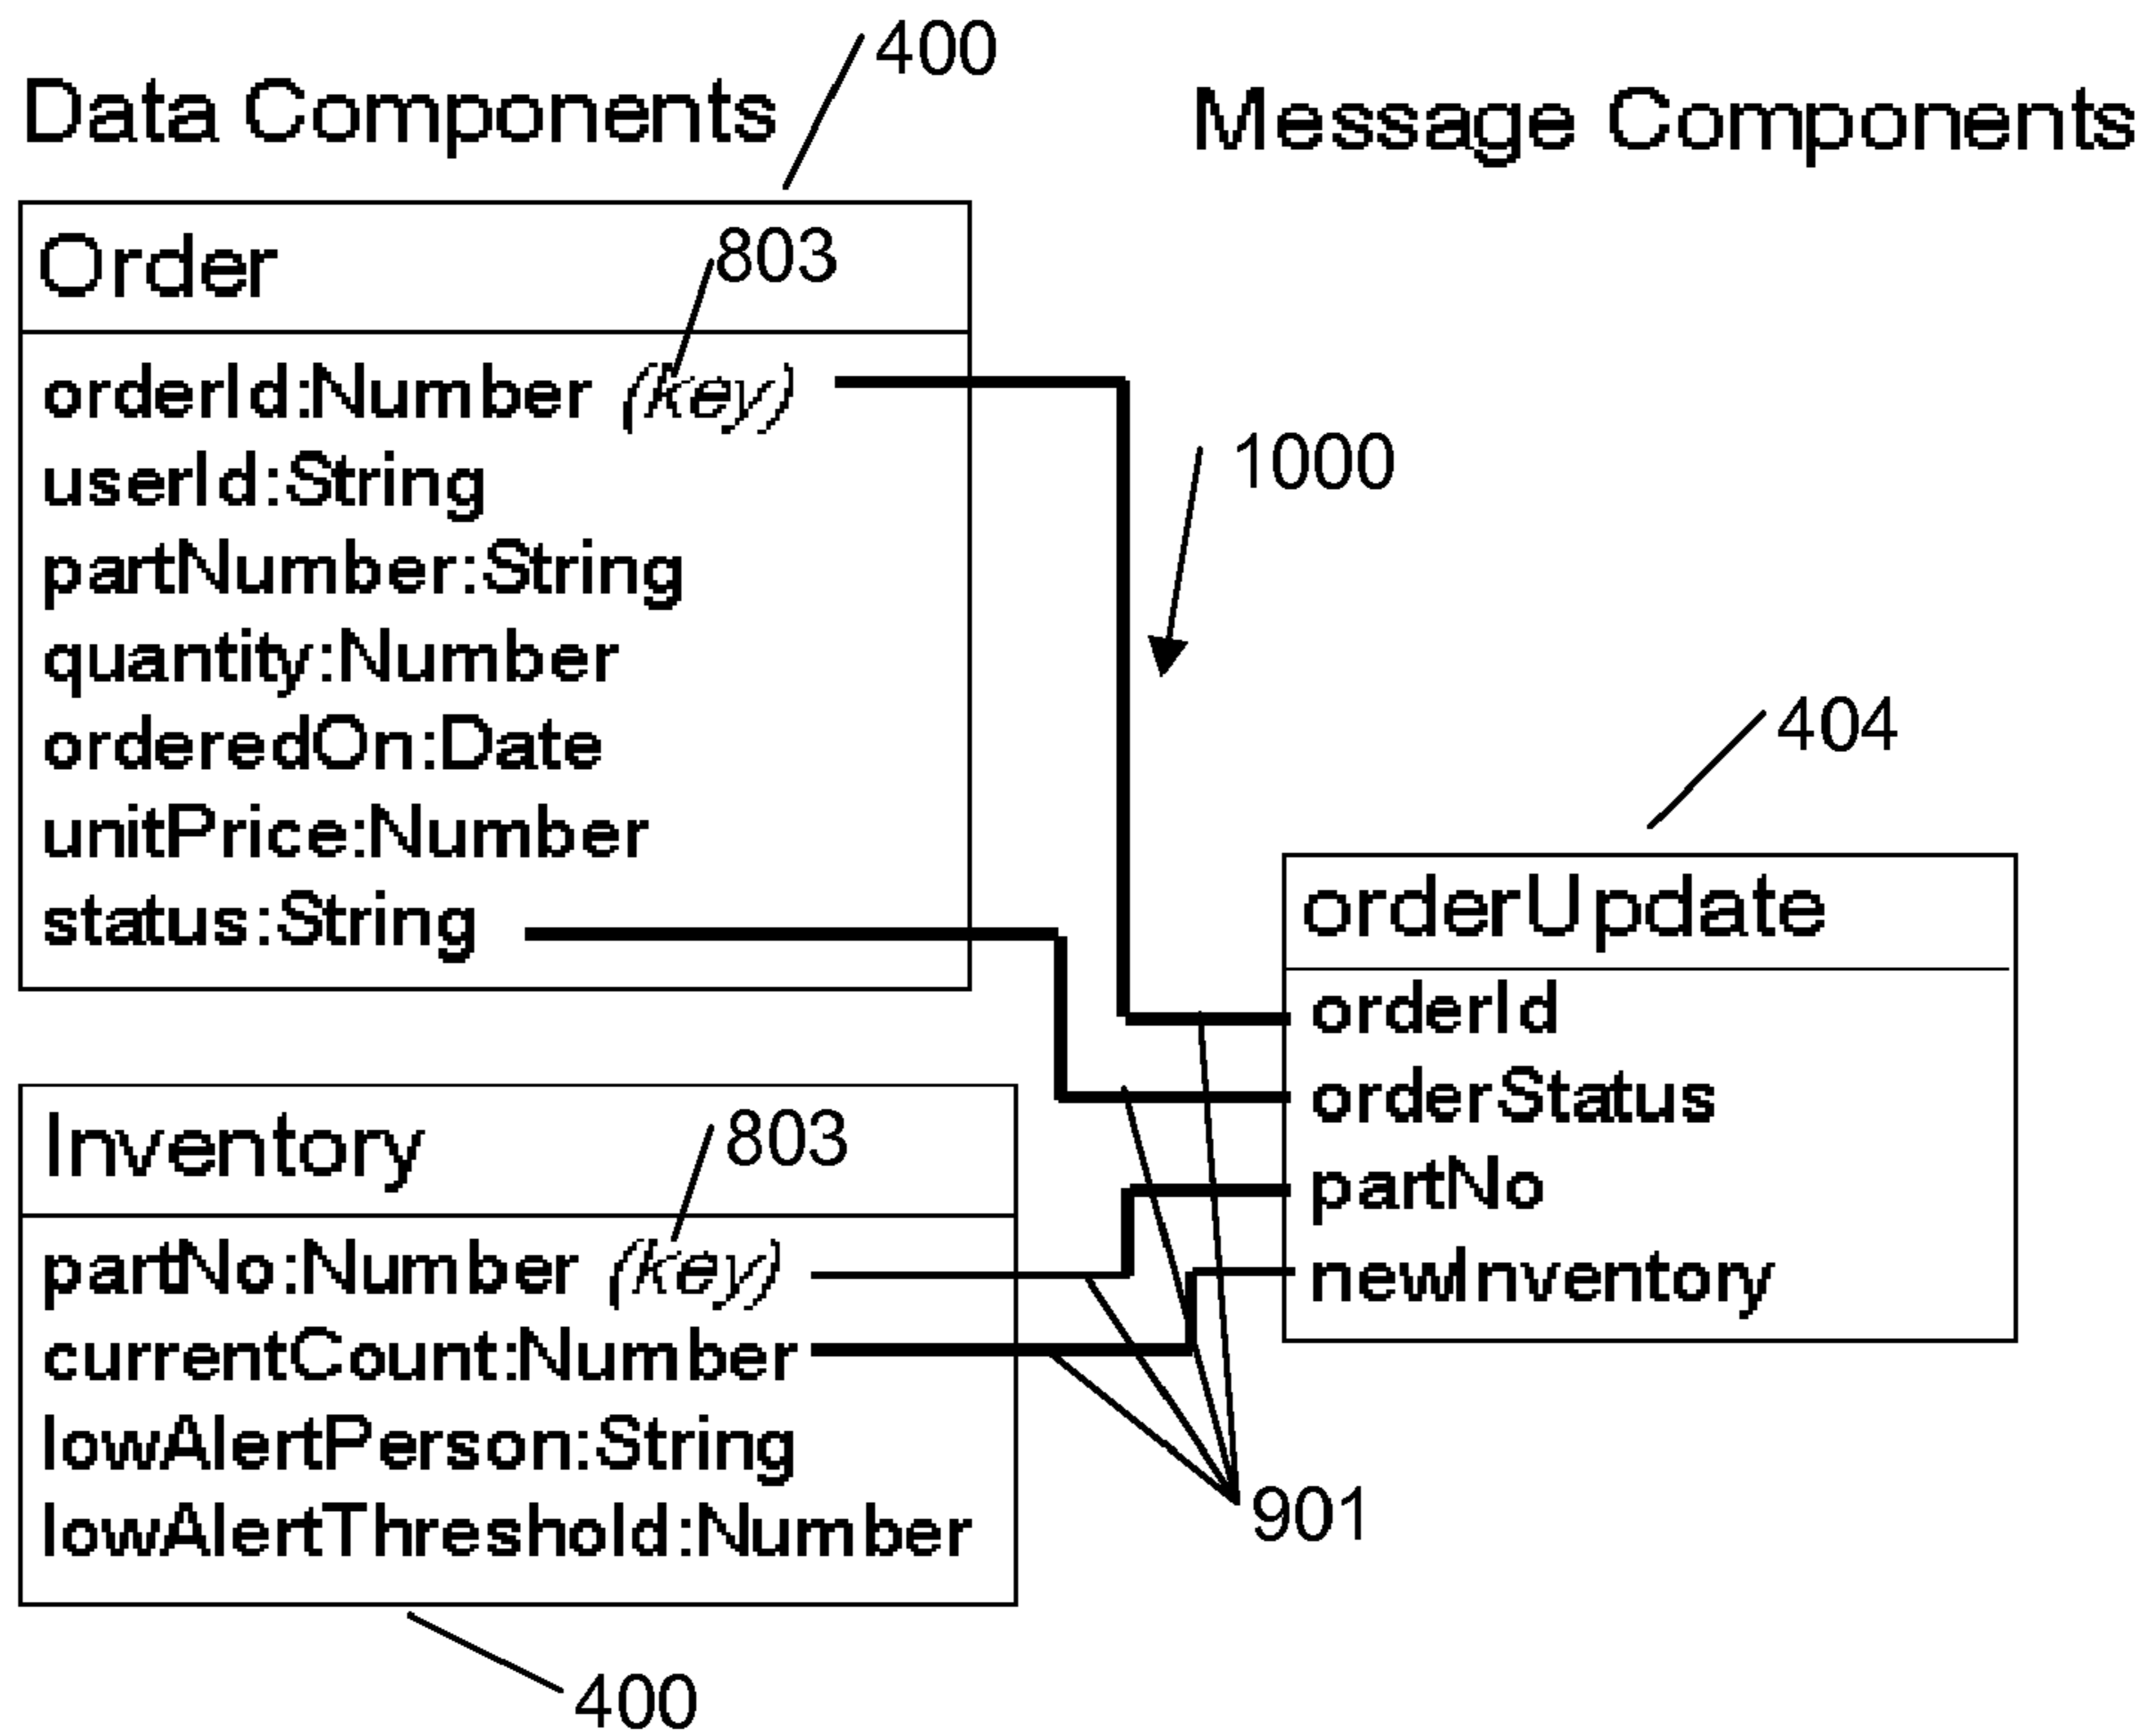 400
Data Components
Message Components
Order
803
orderId:Number (key)
userId:String
partNumber:String
quantity:Number
orderedOn:Date
unitPrice:Number
status:String
1000
404
orderUpdate
orderId
orderStatus
partNo
newInventory
Inventory
803
partNo:Number (key)
currentCount:Number
lowAlertPerson:String
lowAlertThreshold:Number
901
400